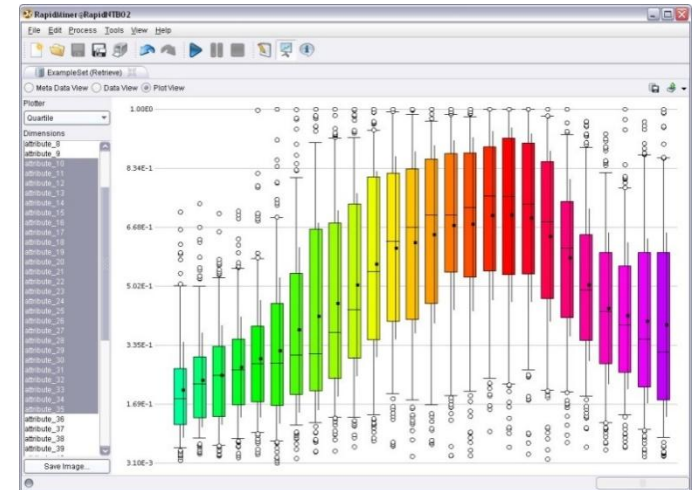 RapidMiner@RapidNTBO2
File Edit Process Tools View Help
ExampleSet (Retrieve)
Meta Data View Data View Plot View
Plotter
Quartile
Dimensions
attribute_8
attribute_9
attribute_10
attribute_11
attribute_12
attribute_13
attribute_14
attribute_15
attribute_16
attribute_17
attribute_18
attribute_19
attribute_20
attribute_21
attribute_22
attribute_23
attribute_24
attribute_25
attribute_26
attribute_27
attribute_28
attribute_29
attribute_30
attribute_31
attribute_32
attribute_33
attribute_34
attribute_35
attribute_36
attribute_37
attribute_38
attribute_39
Save Image...
1.00E0
8.34E-1
6.68E-1
5.02E-1
3.35E-1
1.69E-1
3.10E-3